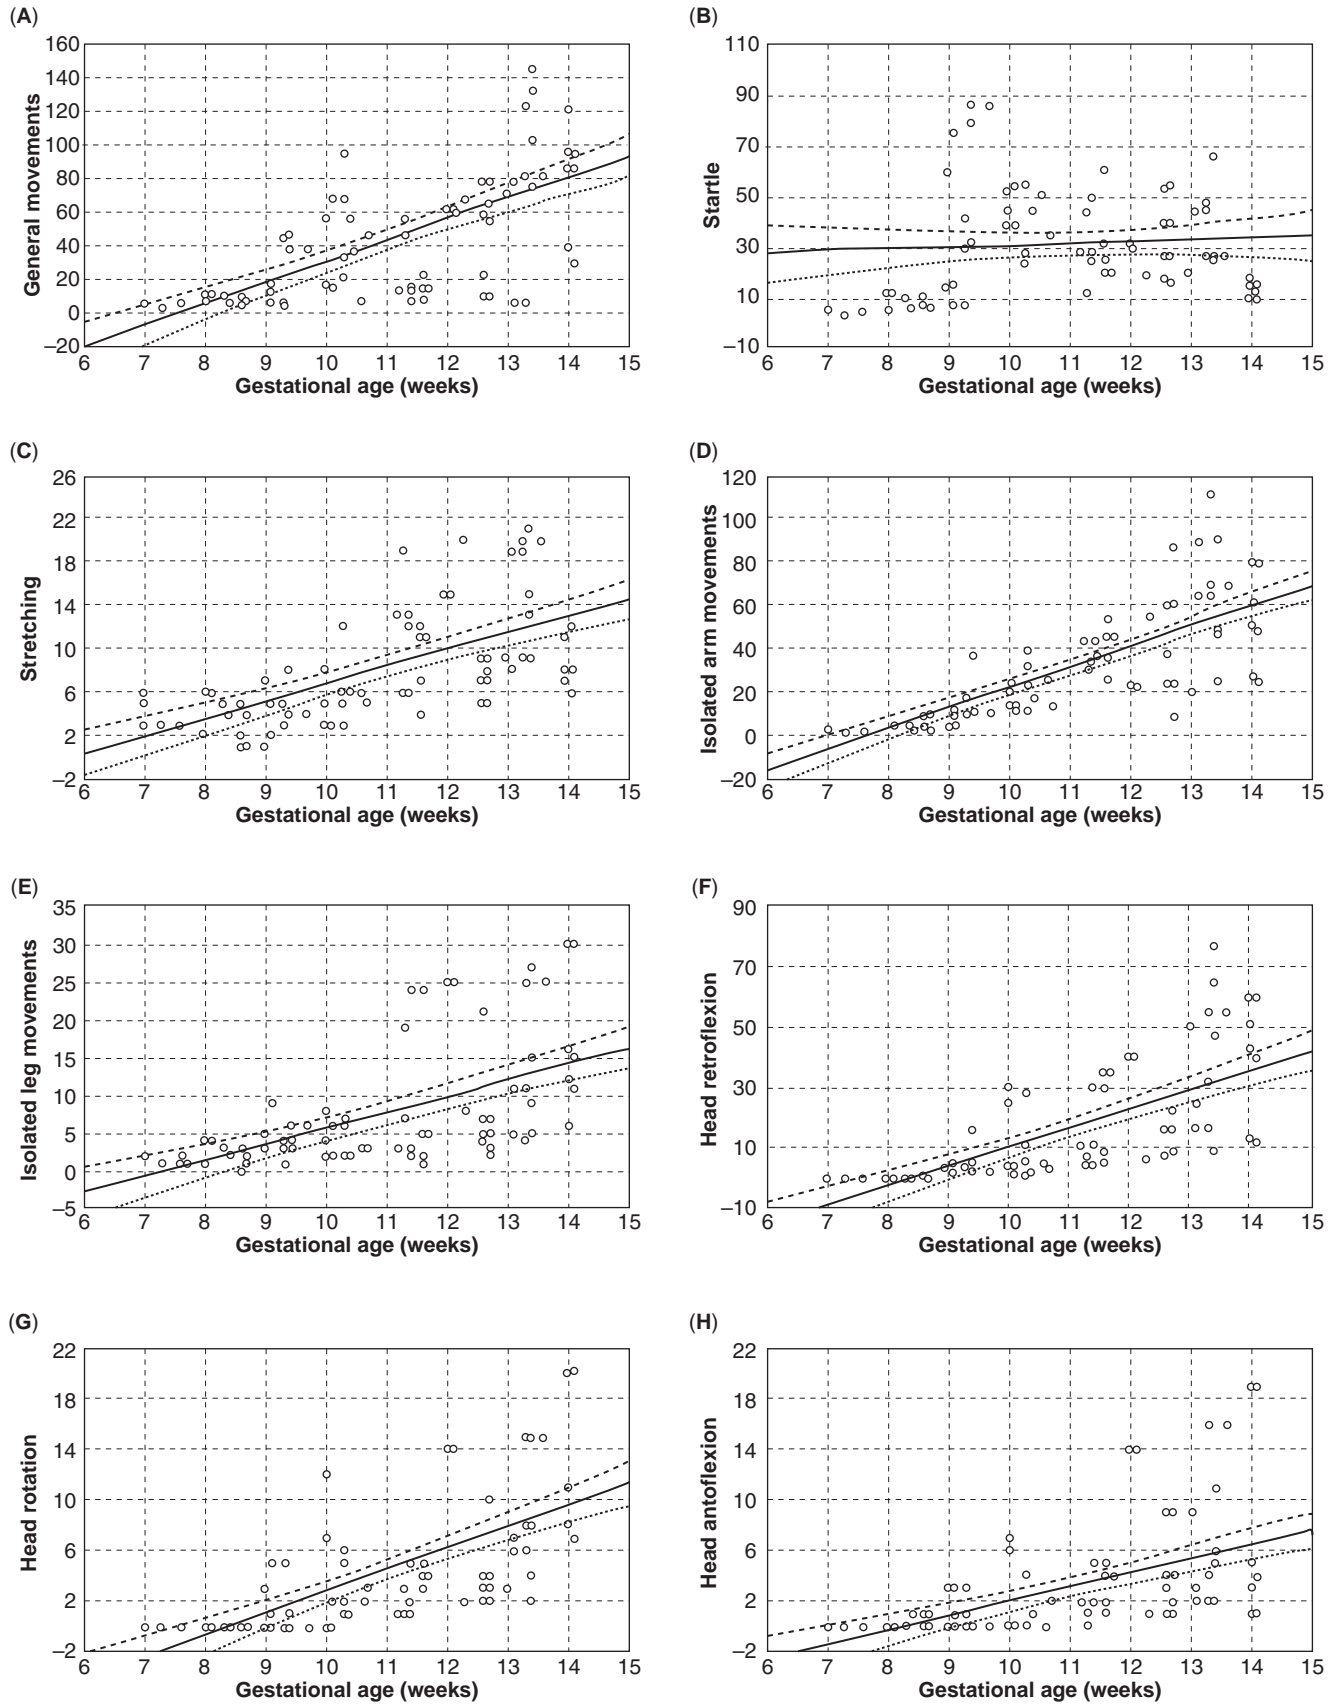 (A)
General movements
160
140
120
100
80
60
40
20
0
–20
6 7 8 9 10 11 12 13 14 15
Gestational age (weeks)
(B)
Startle
110
90
70
50
30
10
–10
6 7 8 9 10 11 12 13 14 15
Gestational age (weeks)
(C)
Stretching
26
22
18
14
10
6
2
–2
6 7 8 9 10 11 12 13 14 15
Gestational age (weeks)
(D)
Isolated arm movements
120
100
80
60
40
20
0
–20
6 7 8 9 10 11 12 13 14 15
Gestational age (weeks)
(E)
Isolated leg movements
35
30
25
20
15
10
5
0
–5
6 7 8 9 10 11 12 13 14 15
Gestational age (weeks)
(F)
Head retroflexion
90
70
50
30
10
–10
6 7 8 9 10 11 12 13 14 15
Gestational age (weeks)
(G)
Head rotation
22
18
14
10
6
2
–2
6 7 8 9 10 11 12 13 14 15
Gestational age (weeks)
(H)
Head antoflexion
22
18
14
10
6
2
–2
6 7 8 9 10 11 12 13 14 15
Gestational age (weeks)